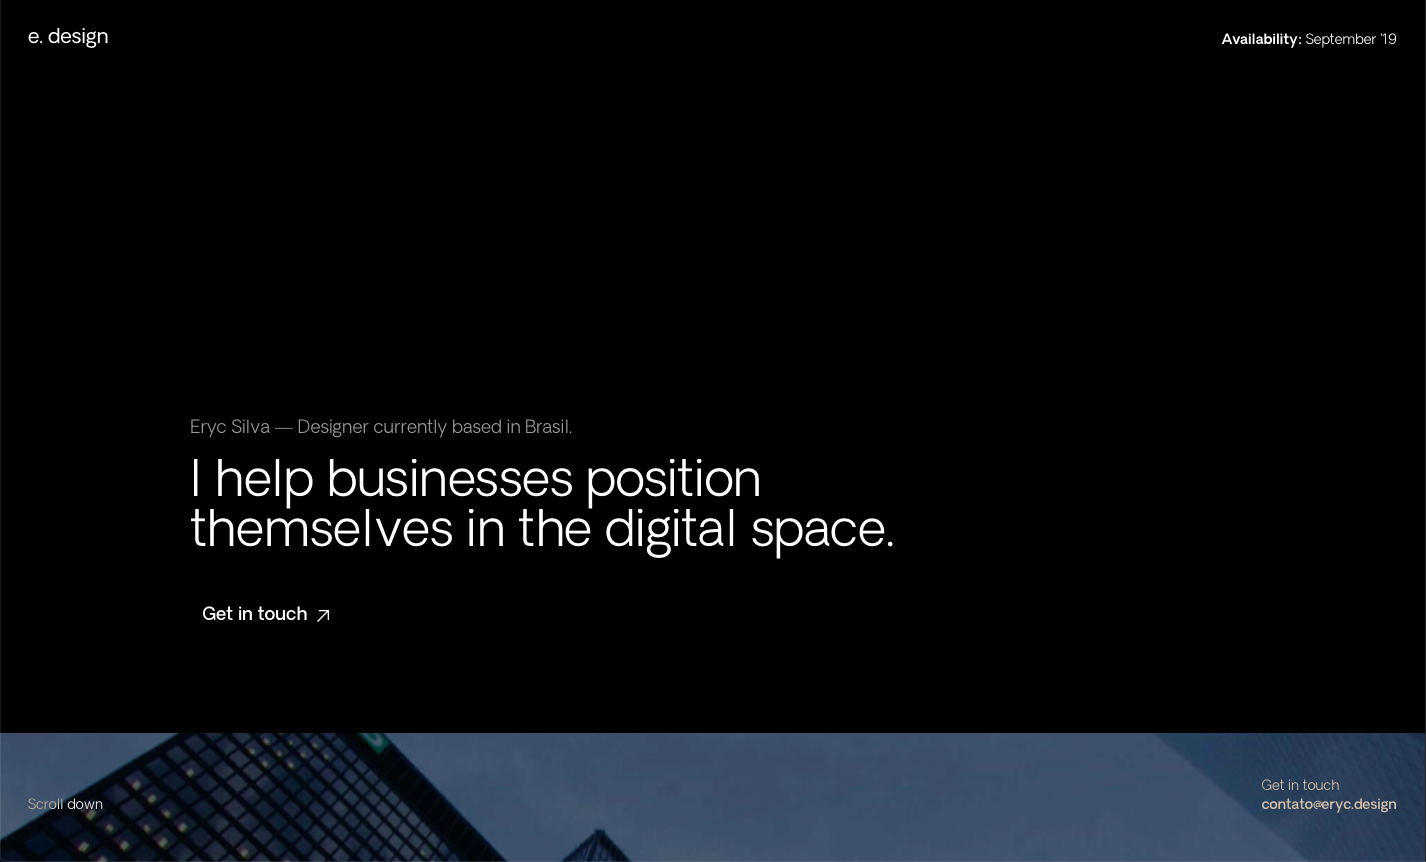 e. design
Availability: September '19
Eryc Silva — Designer currently based in Brasil.
I help businesses position
themselves in the digital space.
Get in touch
Scroll down
Get in touch
contato@eryc.design